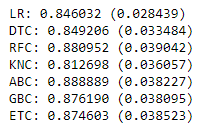 LR: 0.846032 (0.028439)
DTC: 0.849206 (0.033484)
RFC: 0.880952 (0.039042)
KNC: 0.812698 (0.036057)
ABC: 0.888889 (0.038227)
GBC: 0.876190 (0.038095)
ETC: 0.874603 (0.038523)